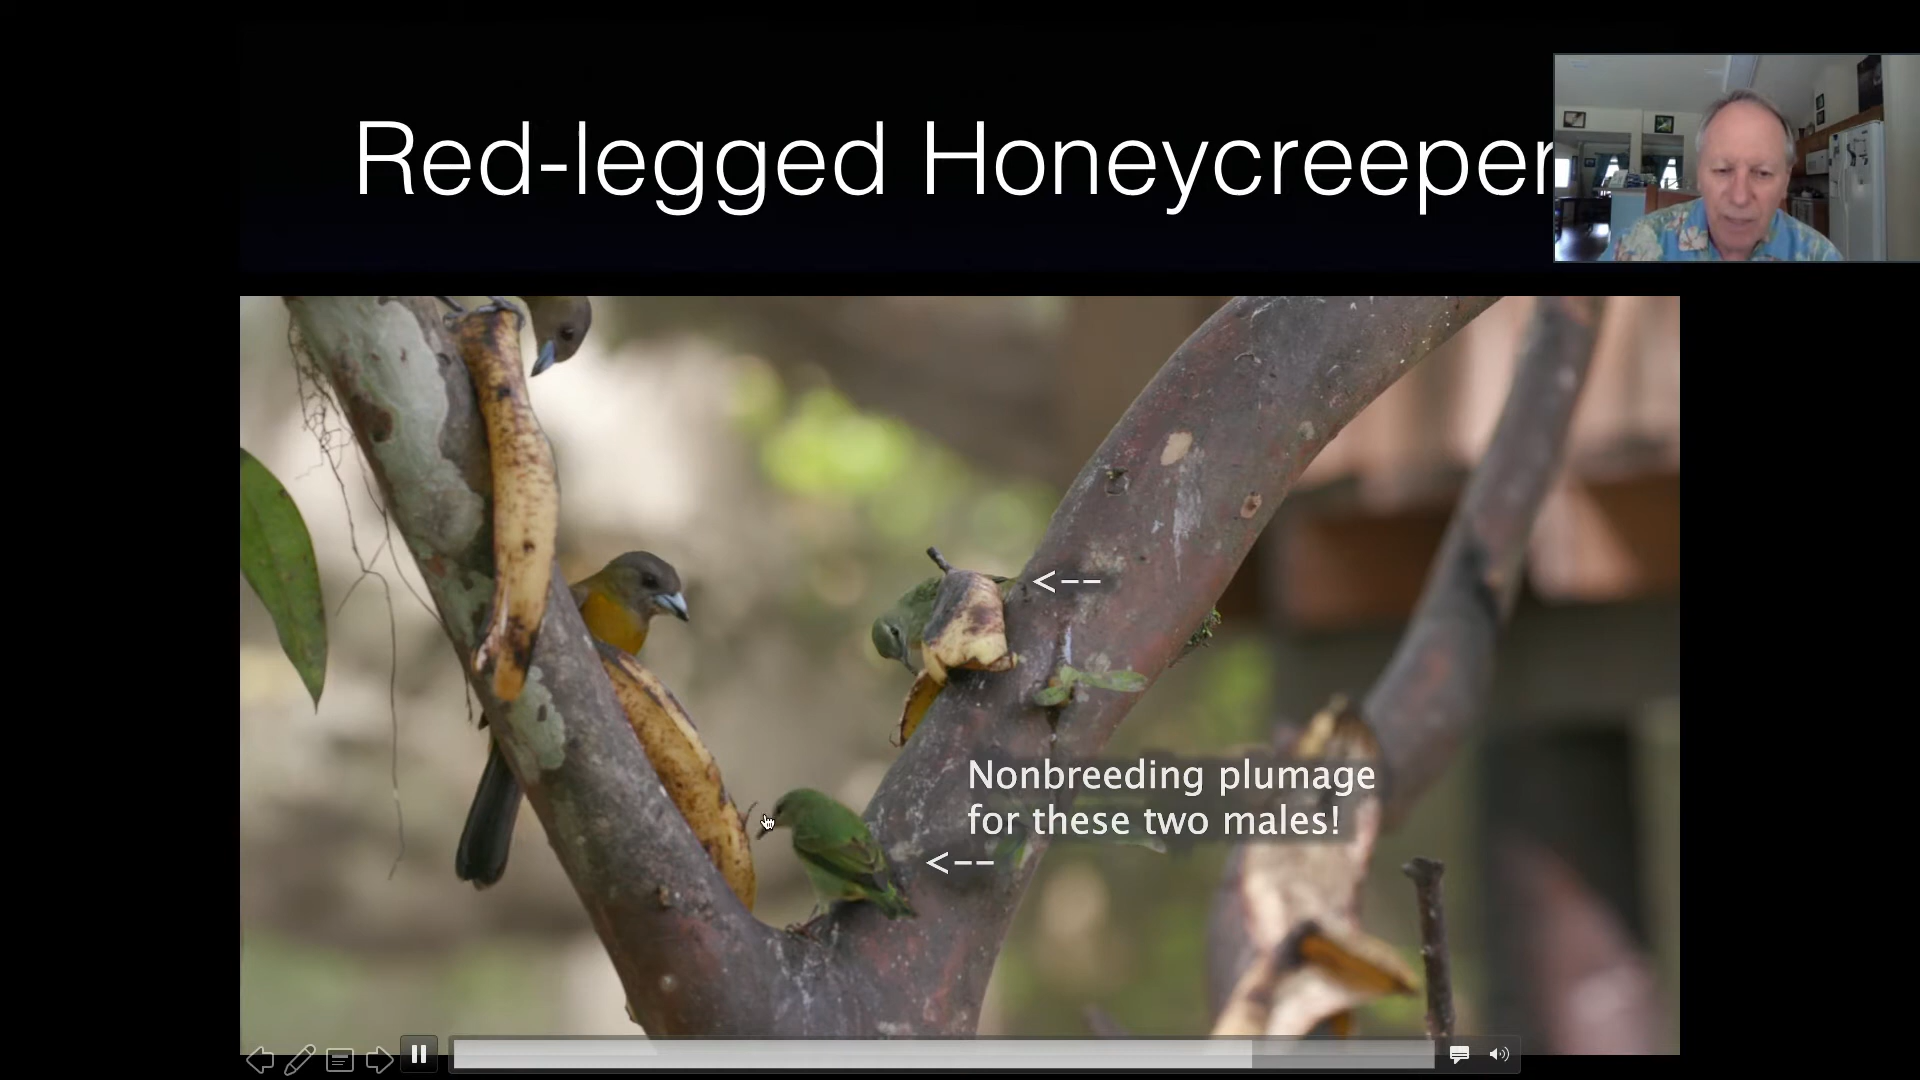 Red-legged Honeycreeper
<--
Nonbreeding plumage
for these two males!
<--